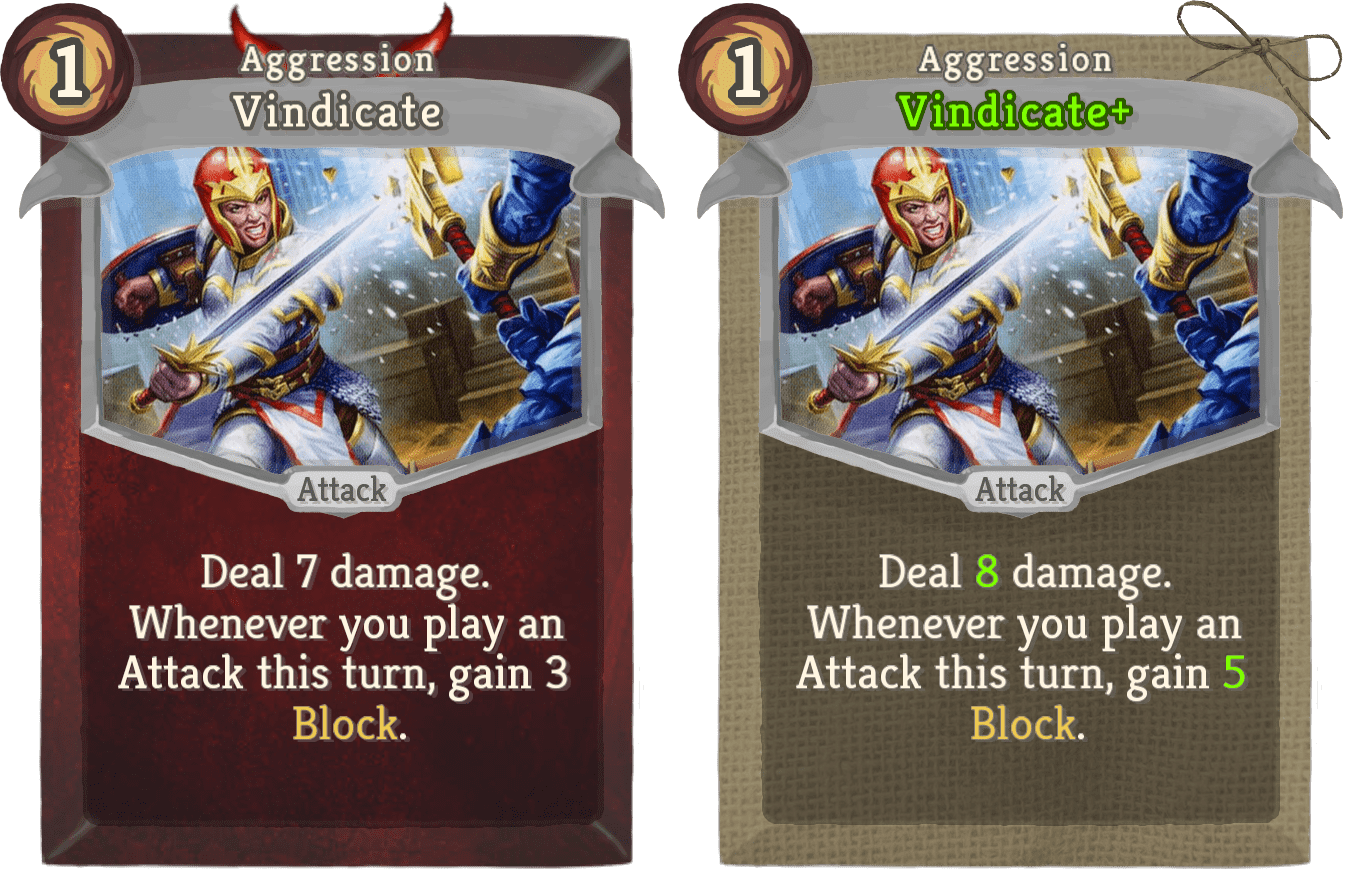 1
Aggression
Vindicate
Attack
Deal 7 damage.
Whenever you play an
Attack this turn, gain 3
Block.
1
Aggression
Vindicate+
Attack
Deal 8 damage.
Whenever you play an
Attack this turn, gain 5
Block.